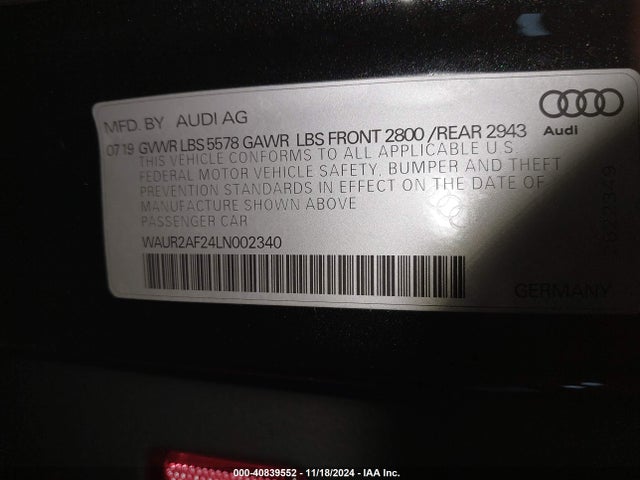 MFD. BY AUDI AG
Audi
07 19 GVWR LBS 5578 GAWR LBS FRONT 2800 /REAR 2943
THIS VEHICLE CONFORMS TO ALL APPLICABLE U.S
FEDERAL MOTOR VEHICLE SAFETY, BUMPER AND THEFT
PREVENTION STANDARDS IN EFFECT ON THE DATE OF
MANUFACTURE SHOWN ABOVE
PASSENGER CAR
WAUR2AF24LN002340
GERMANY
000-40839552 - 11/18/2024 - IAA Inc.